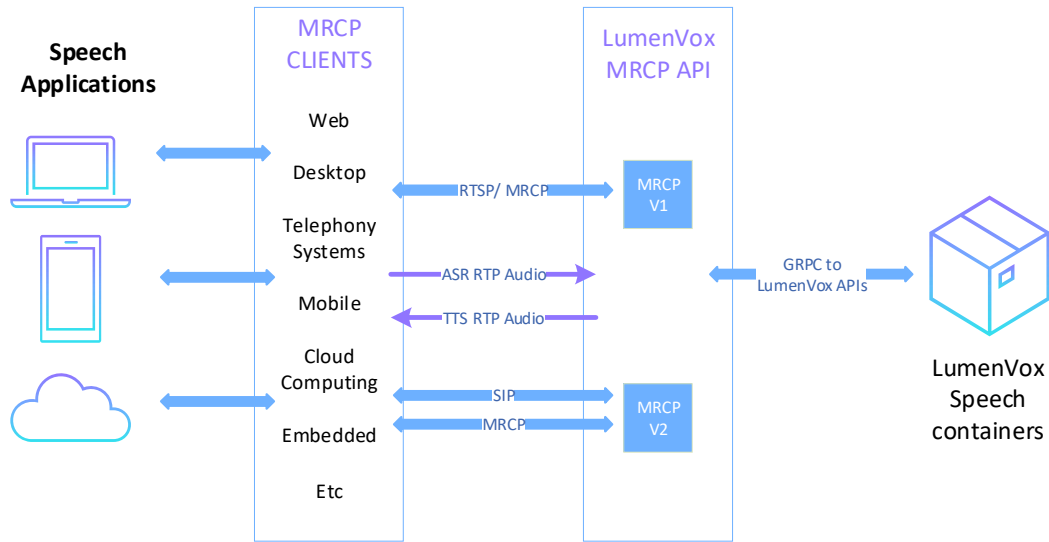 Speech
Applications
MRCP
CLIENTS
Web
Desktop
Telephony
Systems
Mobile
Cloud
Computing
Embedded
Etc
RTSP/ MRCP
ASR RTP Audio
TTS RTP Audio
SIP
MRCP
LumenVox
MRCP API
MRCP
V1
MRCP
V2
GRPC to
LumenVox APIs
LumenVox
Speech
containers